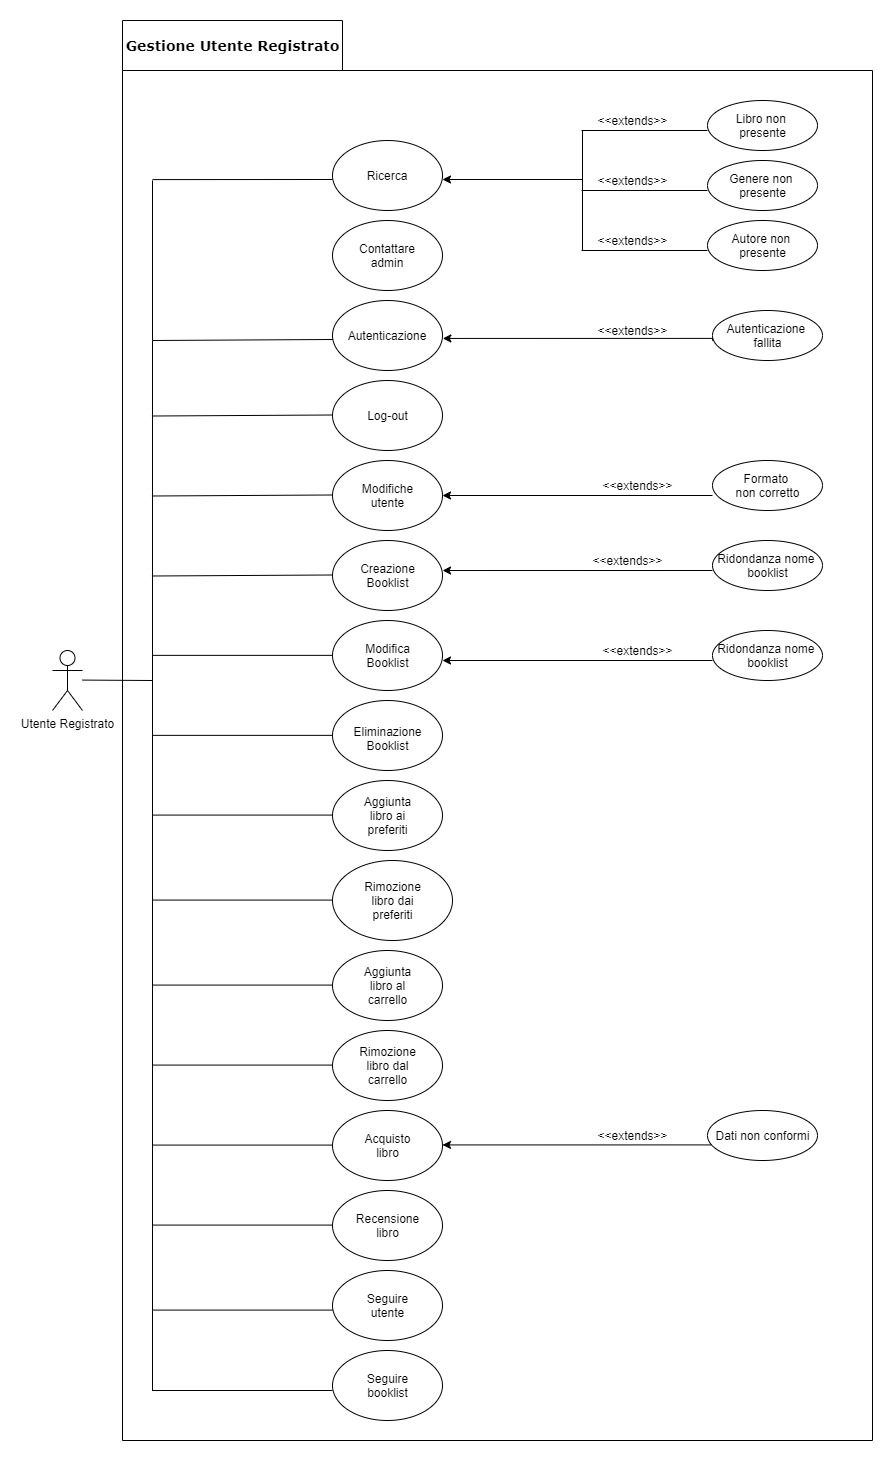 Gestione Utente Registrato
<<extends>>
Libro non
presente
Ricerca
<<extends>>
Genere non
presente
<<extends>>
Autore non
presente
Contattare
admin
Autenticazione
<<extends>>
Autenticazione
fallita
Log-out
Modifiche
utente
<<extends>>
Formato
non corretto
Creazione
Booklist
<<extends>>
Ridondanza nome
booklist
Modifica
Booklist
<<extends>>
Ridondanza nome
booklist
Utente Registrato
Eliminazione
Booklist
Aggiunta
libro ai
preferiti
Rimozione
libro dai
preferiti
Aggiunta
libro al
carrello
Rimozione
libro dal
carrello
Acquisto
libro
<<extends>>
Dati non conformi
Recensione
libro
Seguire
utente
Seguire
booklist